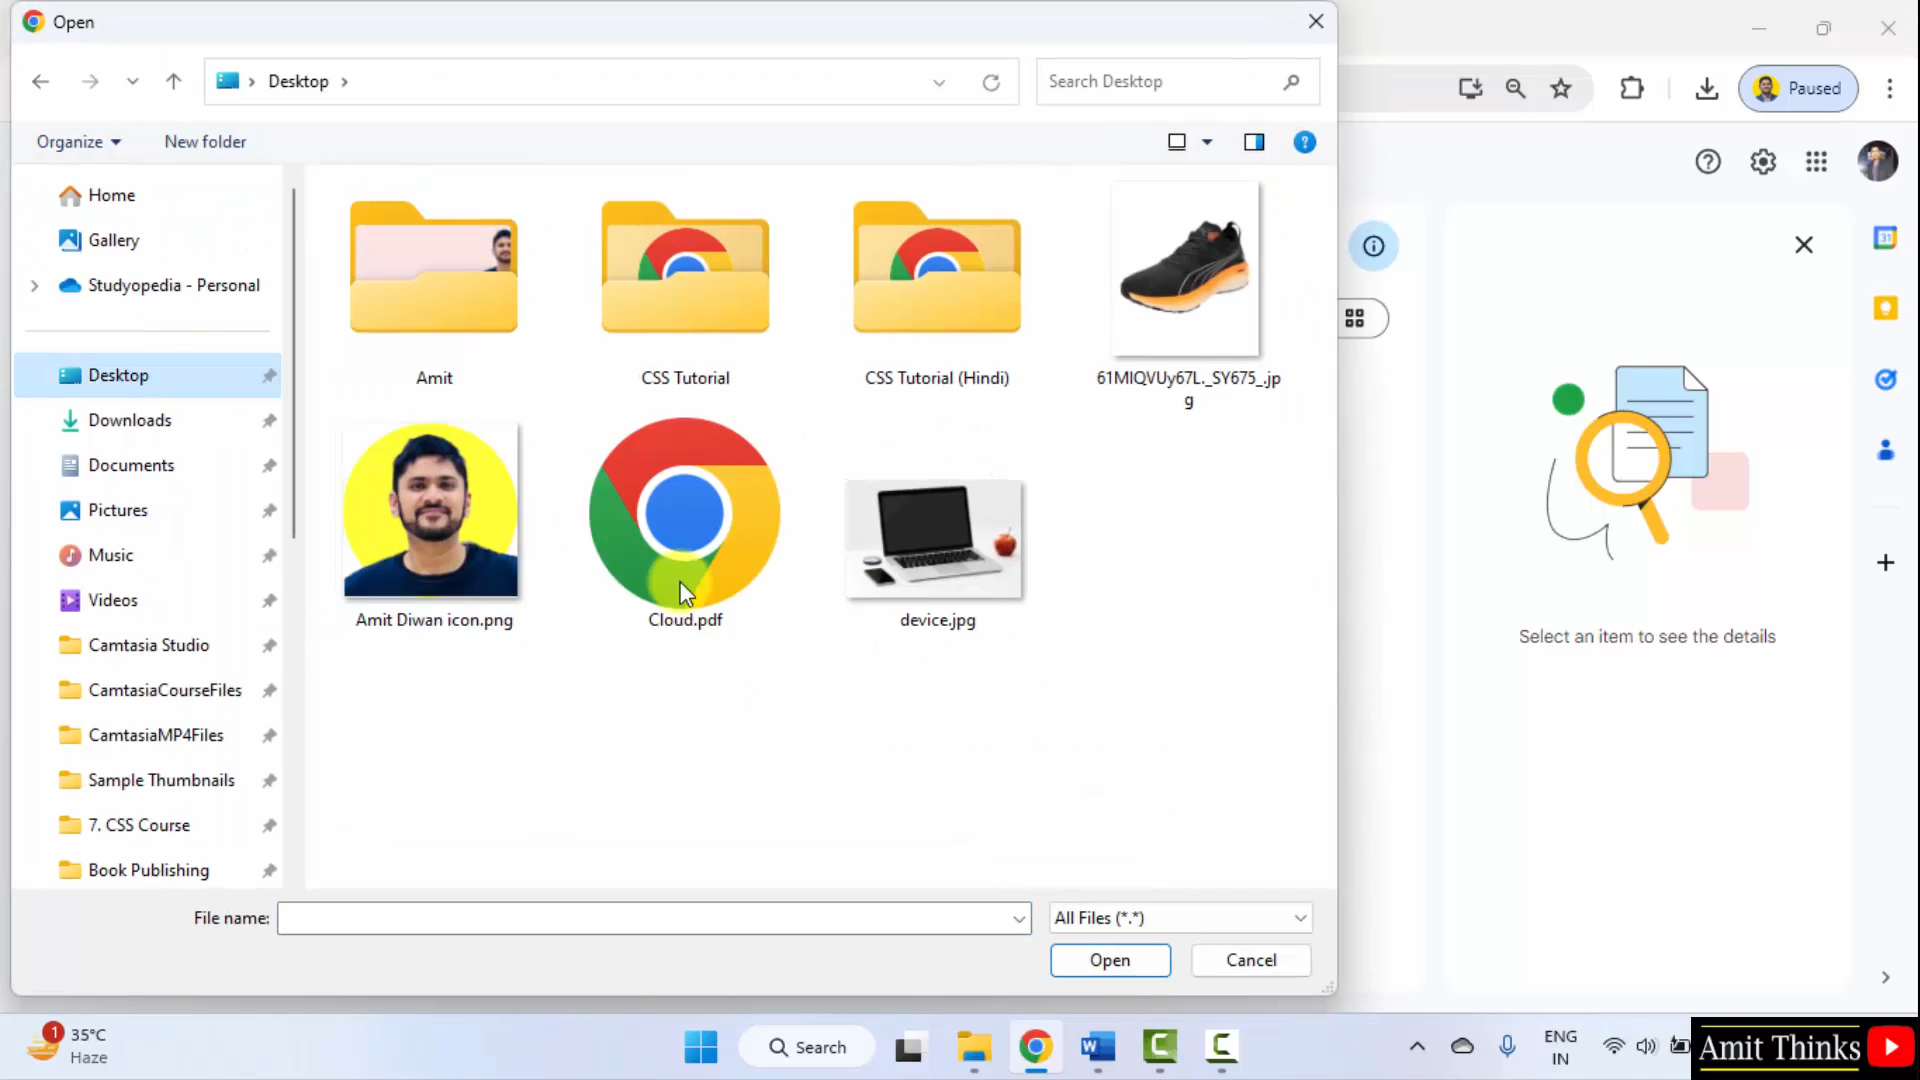 Open
Paused
Desktop
Search Desktop
Organize
New folder
?
Home
Gallery
Studyopedia - Personal
Desktop
Downloads
Documents
Pictures
Music
Videos
Camtasia Studio
CamtasiaCourseFiles
CamtasiaMP4Files
Sample Thumbnails
7. CSS Course
Book Publishing
Amit
CSS Tutorial
CSS Tutorial (Hindi)
61MIQVUy67L._SY675_.jp
g
Amit Diwan icon.png
Cloud.pdf
device.jpg
31
Select an item to see the details
File name:
All Files (*.*)
Open
Cancel
1
35°C
Haze
Search
W
C
C
ENG
IN
Amit Thinks